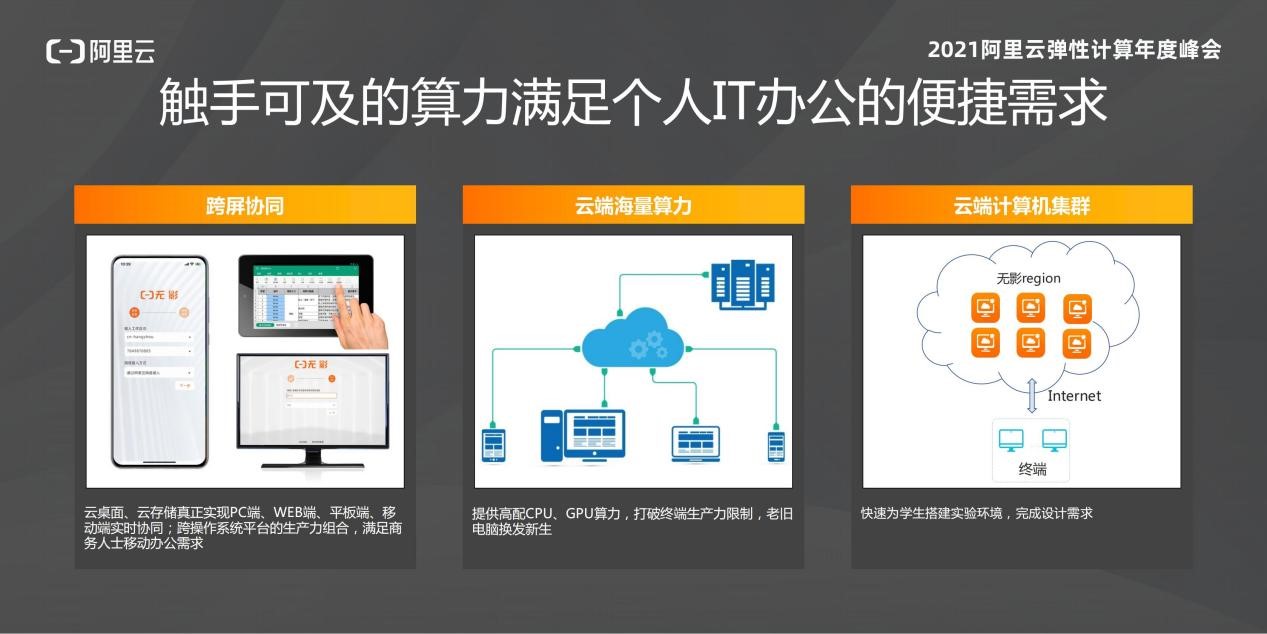 阿里云
2021阿里云弹性计算年度峰会
触手可及的算力满足个人IT办公的便捷需求
跨屏协同
无影
cn-hangzhou
无影
云桌面、云存储真正实现PC端、WEB端、平板端、移
动端实时协同；跨操作系统平台的生产力组合，满足商
务人士移动办公需求
云端海量算力
提供高配CPU、GPU算力，打破终端生产力限制，老旧
电脑换发新生
云端计算机集群
无影region
Internet
终端
快速为学生搭建实验环境，完成设计需求